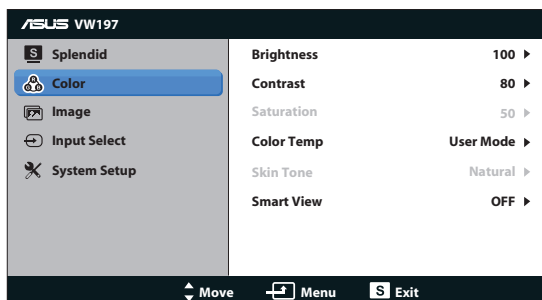 ASUS VW197
S Splendid
Color
Image
Input Select
System Setup
Brightness 100
Contrast 80
Saturation 50
Color Temp User Mode
Skin Tone Natural
Smart View OFF
Move Menu S Exit